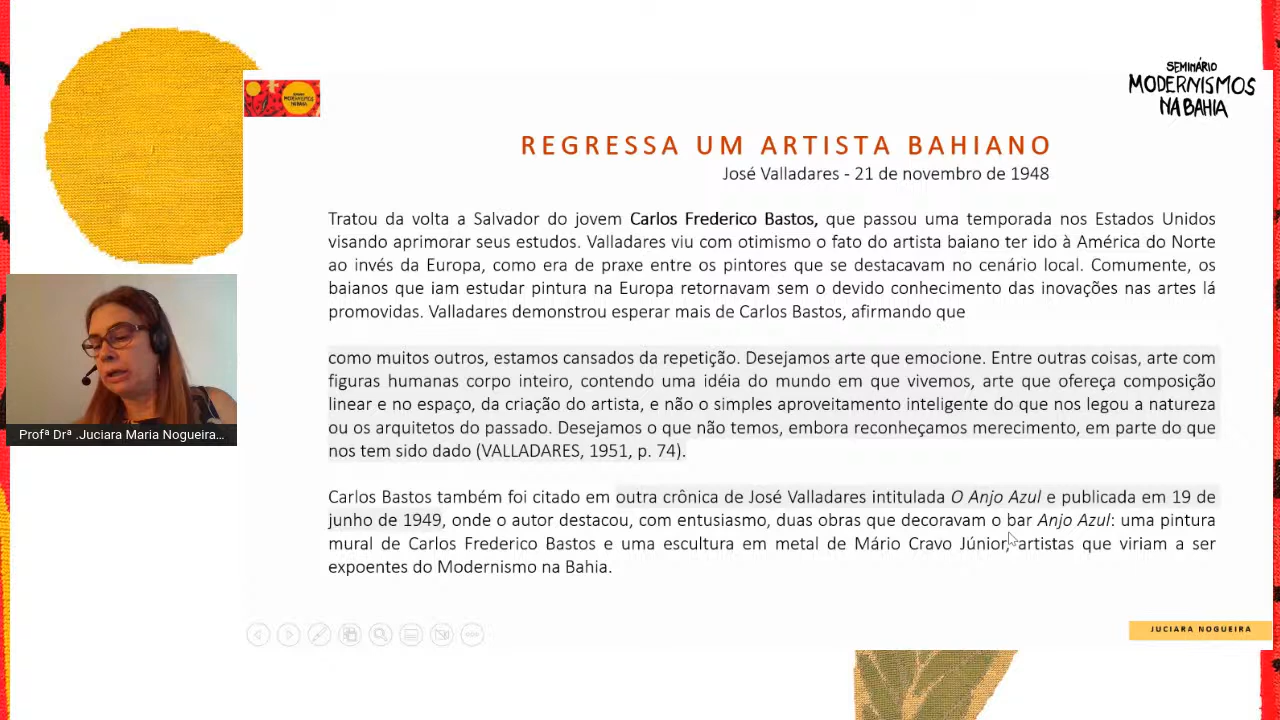 SEMINÁRIO
MODERNISMOS
NA BAHIA
REGRESSA UM ARTISTA BAHIANO
José Valladares - 21 de novembro de 1948
Tratou da volta a Salvador do jovem Carlos Frederico Bastos, que passou uma temporada nos Estados Unidos
visando aprimorar seus estudos. Valladares viu com otimismo o fato do artista baiano ter ido à América do Norte
ao invés da Europa, como era de praxe entre os pintores que se destacavam no cenário local. Comumente, os
baianos que iam estudar pintura na Europa retornavam sem o devido conhecimento das inovações nas artes lá
promovidas. Valladares demonstrou esperar mais de Carlos Bastos, afirmando que
como muitos outros, estamos cansados da repetição. Desejamos arte que emocione. Entre outras coisas, arte com
figuras humanas corpo inteiro, contendo uma idéia do mundo em que vivemos, arte que ofereça composição
linear e no espaço, da criação do artista, e não o simples aproveitamento inteligente do que nos legou a natureza
ou os arquitetos do passado. Desejamos o que não temos, embora reconheçamos merecimento, em parte do que
nos tem sido dado (VALLADARES, 1951, p. 74).
Carlos Bastos também foi citado em outra crônica de José Valladares intitulada O Anjo Azul e publicada em 19 de
junho de 1949, onde o autor destacou, com entusiasmo, duas obras que decoravam o bar Anjo Azul: uma pintura
mural de Carlos Frederico Bastos e uma escultura em metal de Mário Cravo Júnior, artistas que viriam a ser
expoentes do Modernismo na Bahia.
Profª Drª .Juciara Maria Nogueira...
JUCIARA NOGUEIRA
MODERNISMOS
NA BAHIA